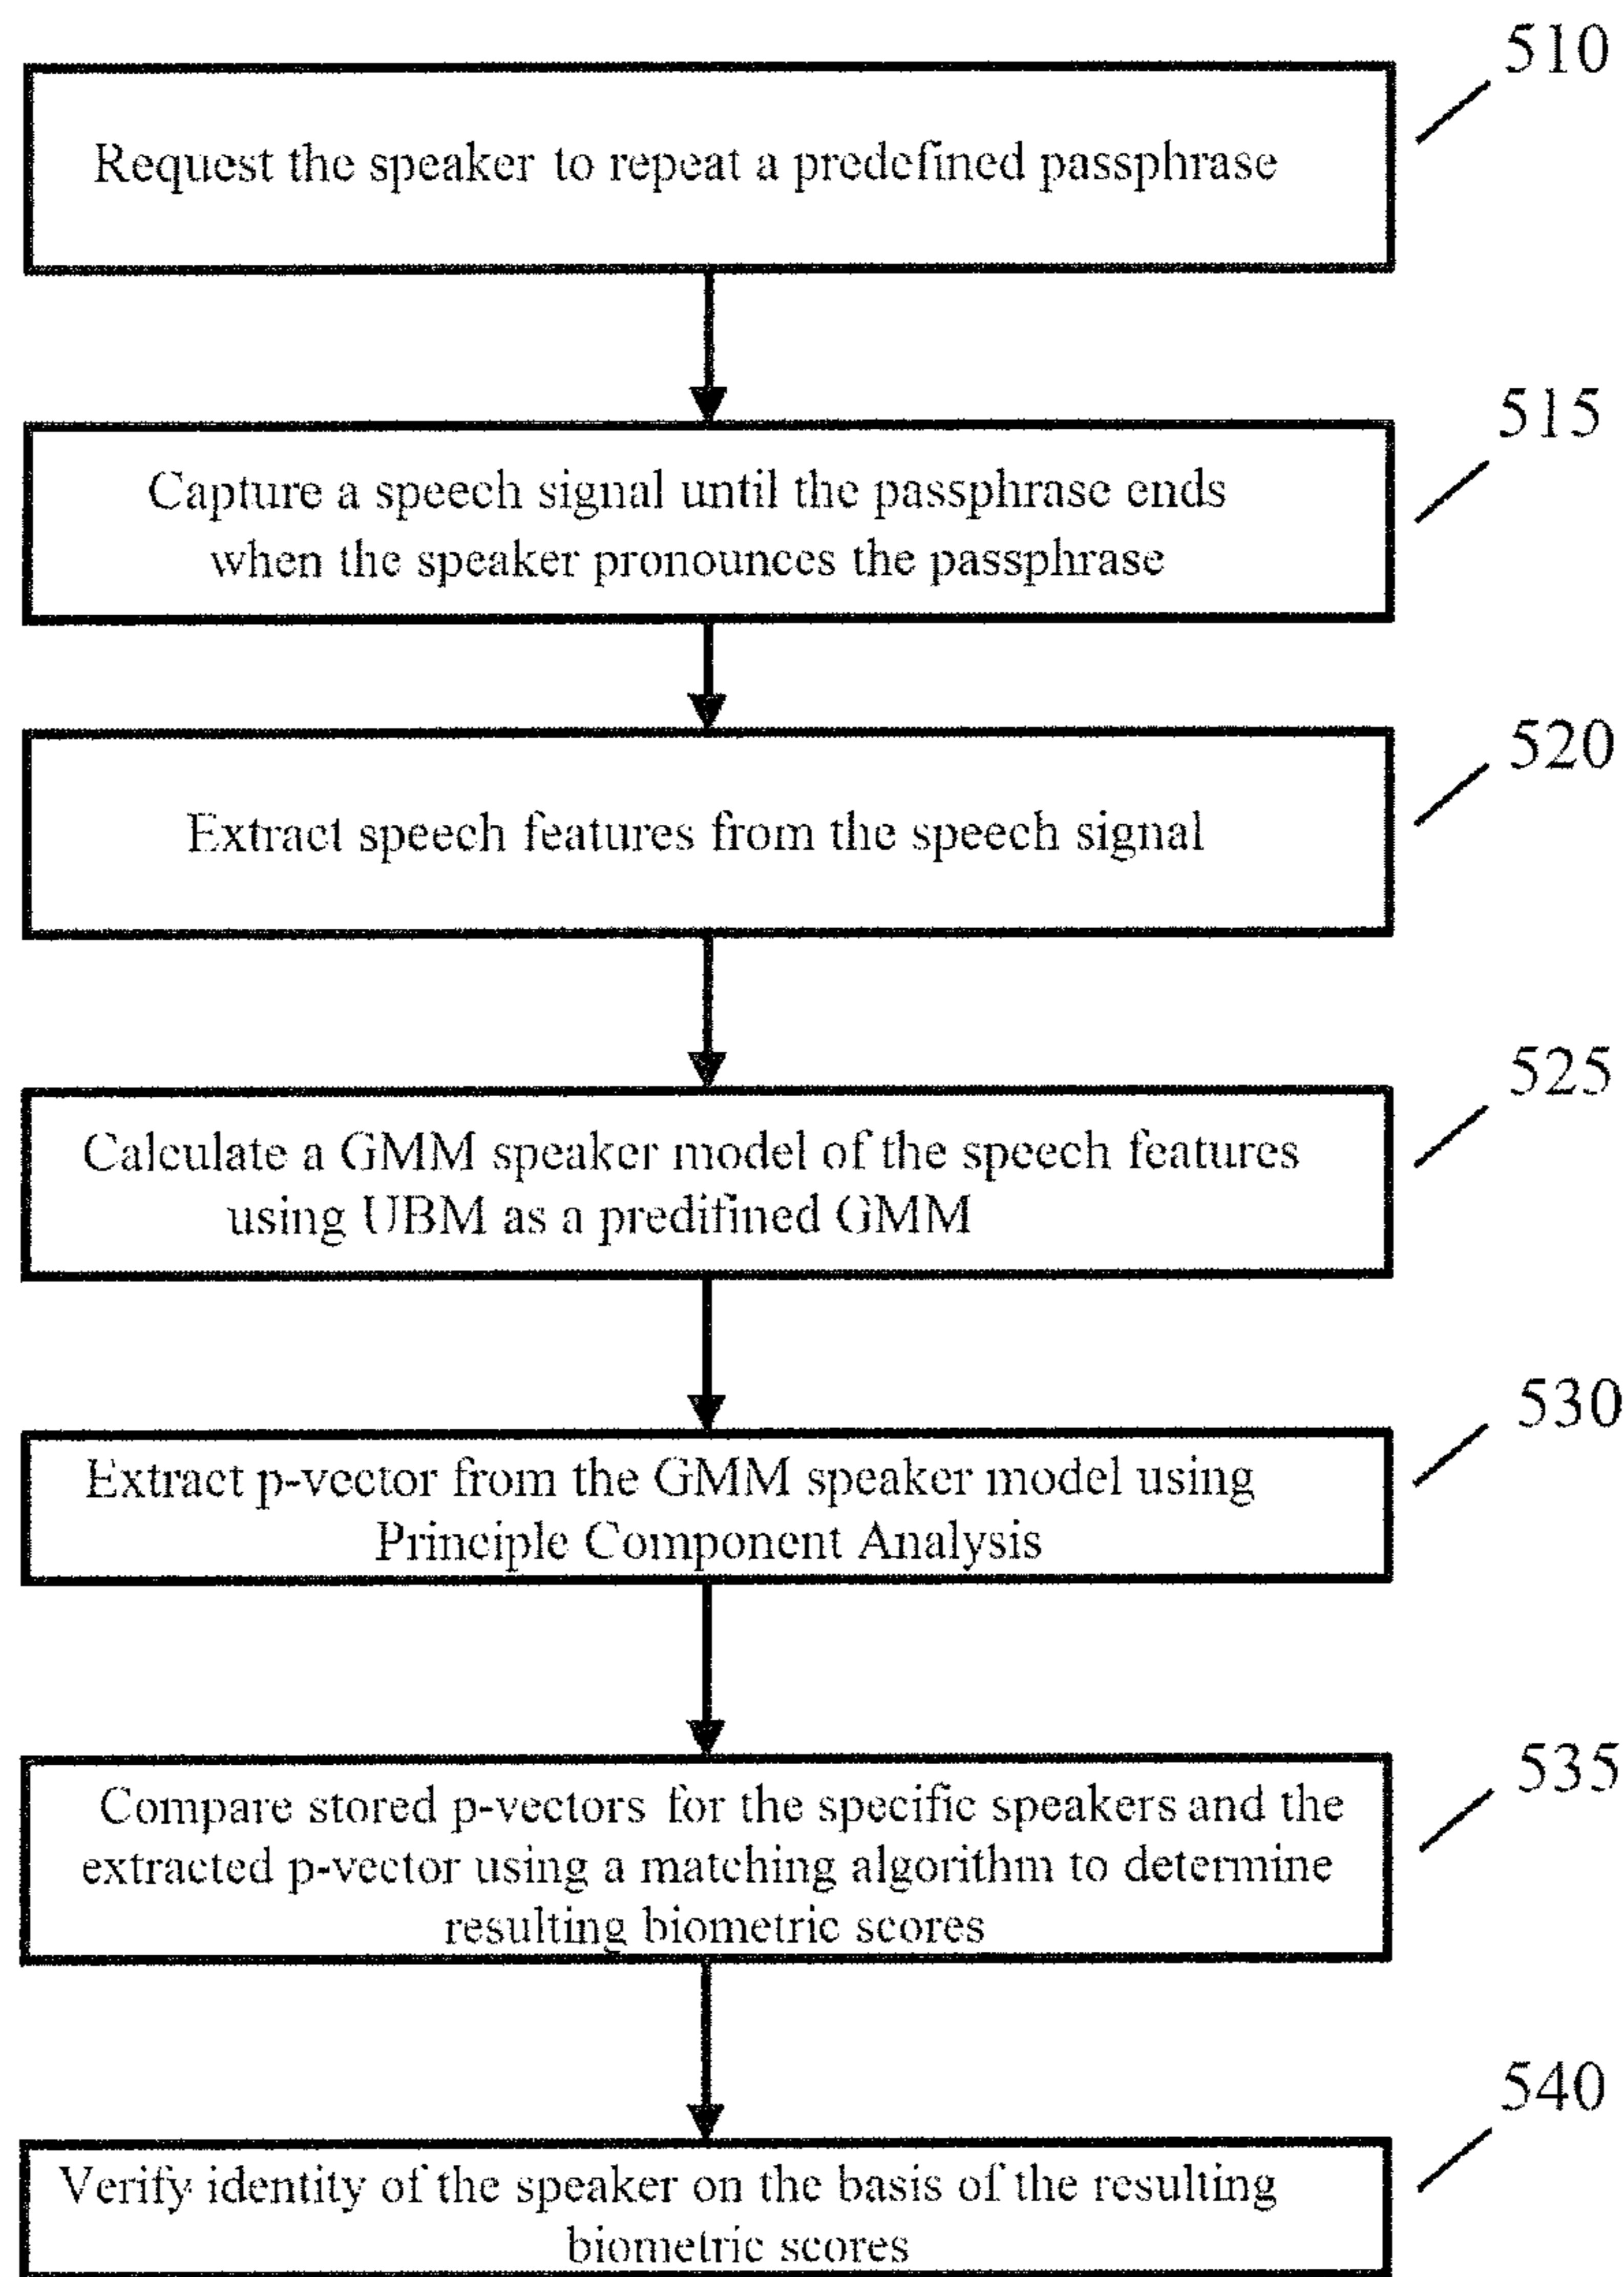 510
Request the speaker to repeat a predefined passphrase
515
Capture a speech signal until the passphrase ends
when the speaker pronounces the passphrase
520
Extract speech features from the speech signal
525
Calculate a GMM speaker model of the speech features
using UBM as a predifined GMM
530
Extract p-vector from the GMM speaker model using
Principle Component Analysis
535
Compare stored p-vectors for the specific speakers and the
extracted p-vector using a matching algorithm to determine
resulting biometric scores
540
Verify identity of the speaker on the basis of the resulting
biometric scores